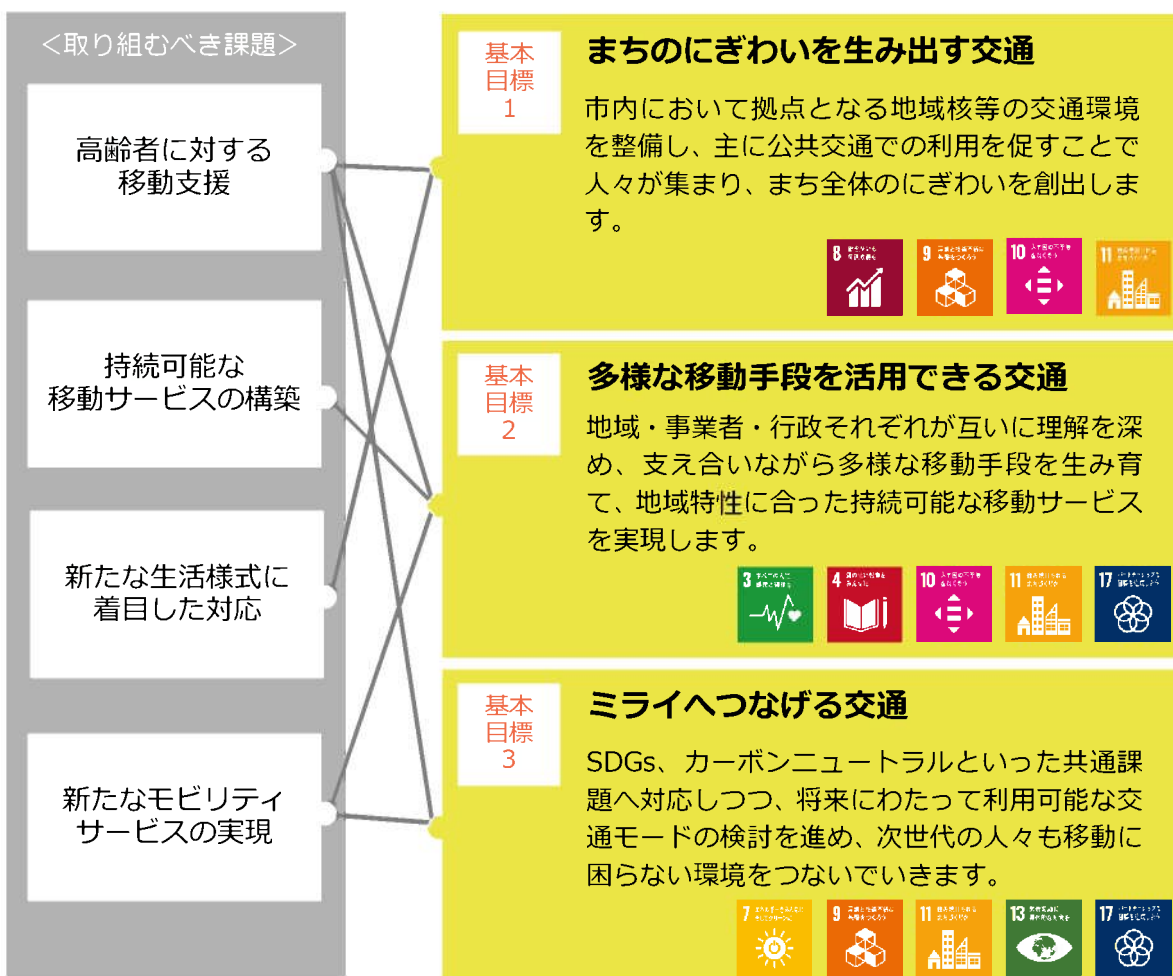 ＜取り組むべき課題＞
高齢者に対する
移動支援
持続可能な
移動サービスの構築
新たな生活様式に
着目した対応
新たなモビリティ
サービスの実現
基本
目標
1
まちのにぎわいを生み出す交通
市内において拠点となる地域核等の交通環境
を整備し、主に公共交通での利用を促すことで
人々が集まり、まち全体のにぎわいを創出しま
す。
8
9
10
11
基本
目標
2
多様な移動手段を活用できる交通
地域・事業者・行政それぞれが互いに理解を深
め、支え合いながら多様な移動手段を生み育
て、地域特性に合った持続可能な移動サービス
を実現します。
3
4
10
11
17
基本
目標
3
ミライへつなげる交通
SDGs、カーボンニュートラルといった共通課
題へ対応しつつ、将来にわたって利用可能な交
通モードの検討を進め、次世代の人々も移動に
困らない環境をつないでいきます。
7
9
11
13
17